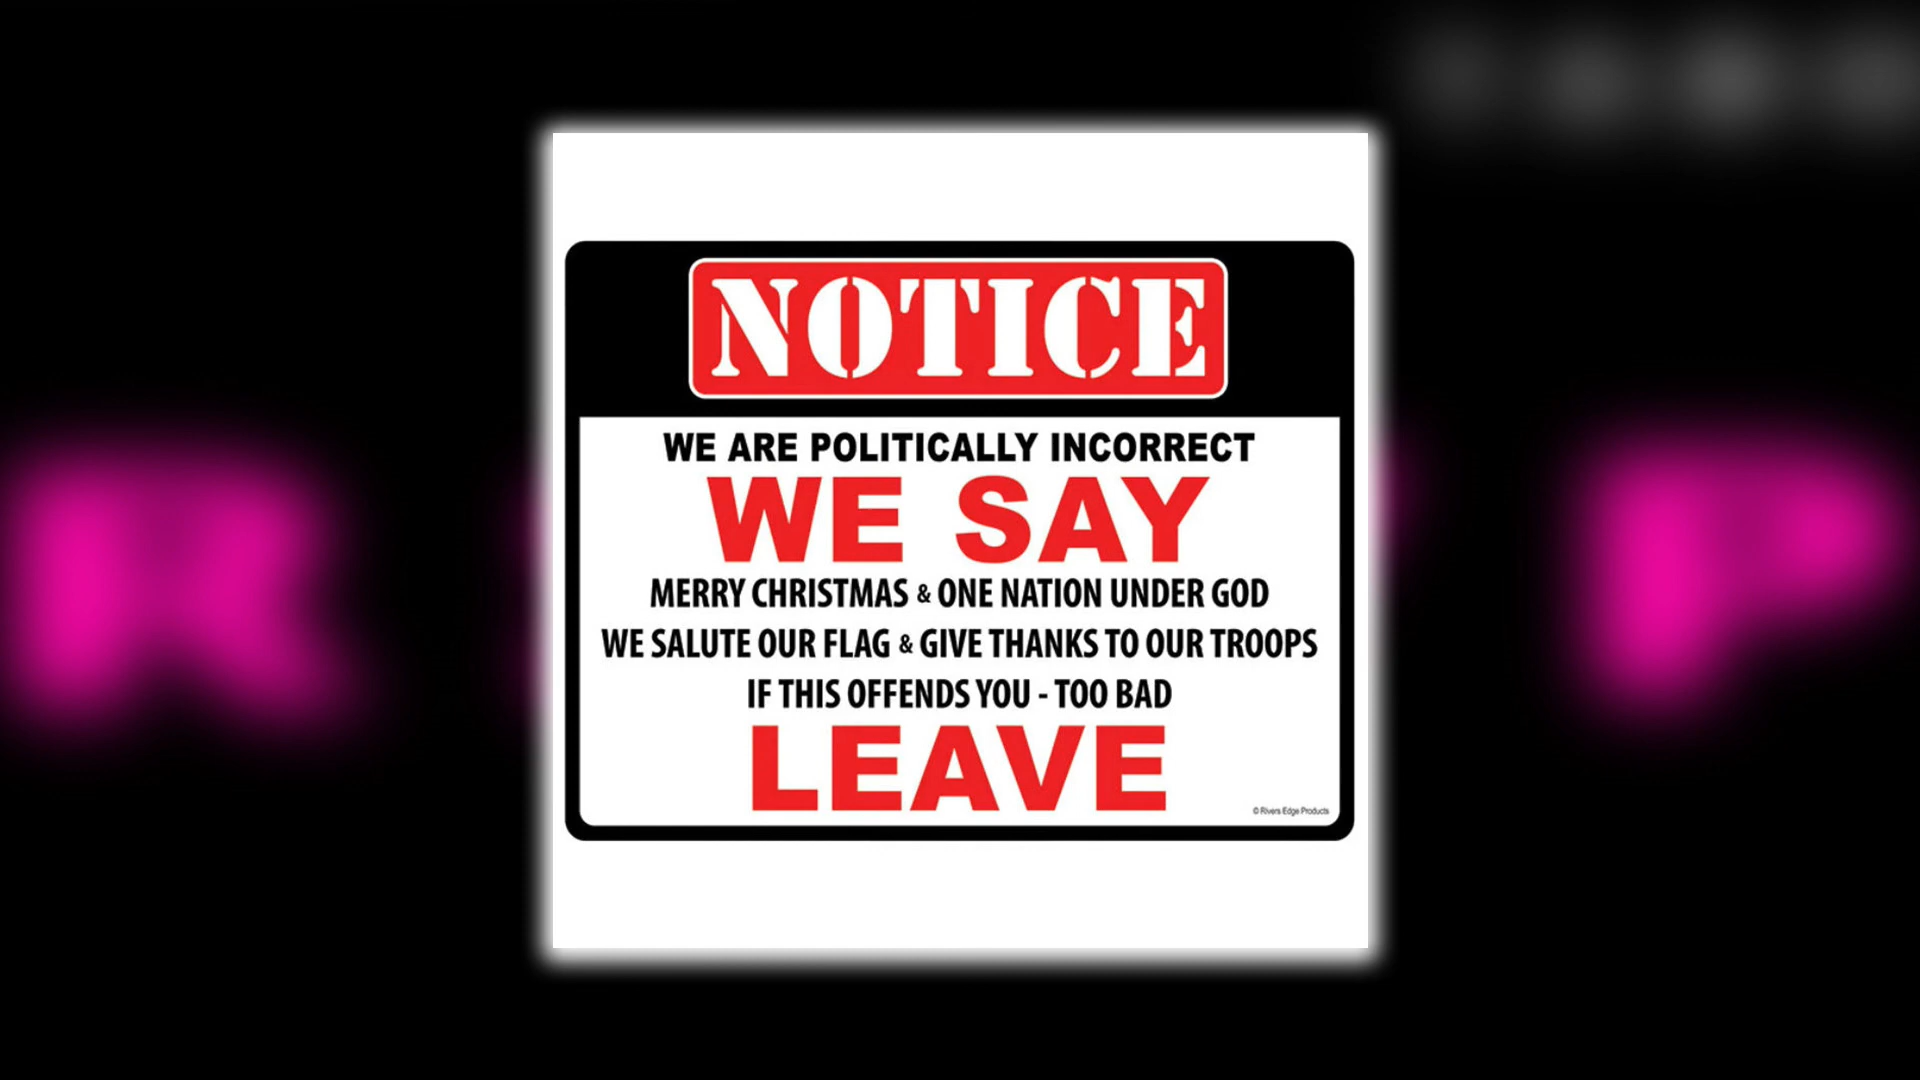 NOTICE
WE ARE POLITICALLY INCORRECT
WE SAY
MERRY CHRISTMAS & ONE NATION UNDER GOD
WE SALUTE OUR FLAG & GIVE THANKS TO OUR TROOPS
IF THIS OFFENDS YOU - TOO BAD
LEAVE
© Rivers Edge Products